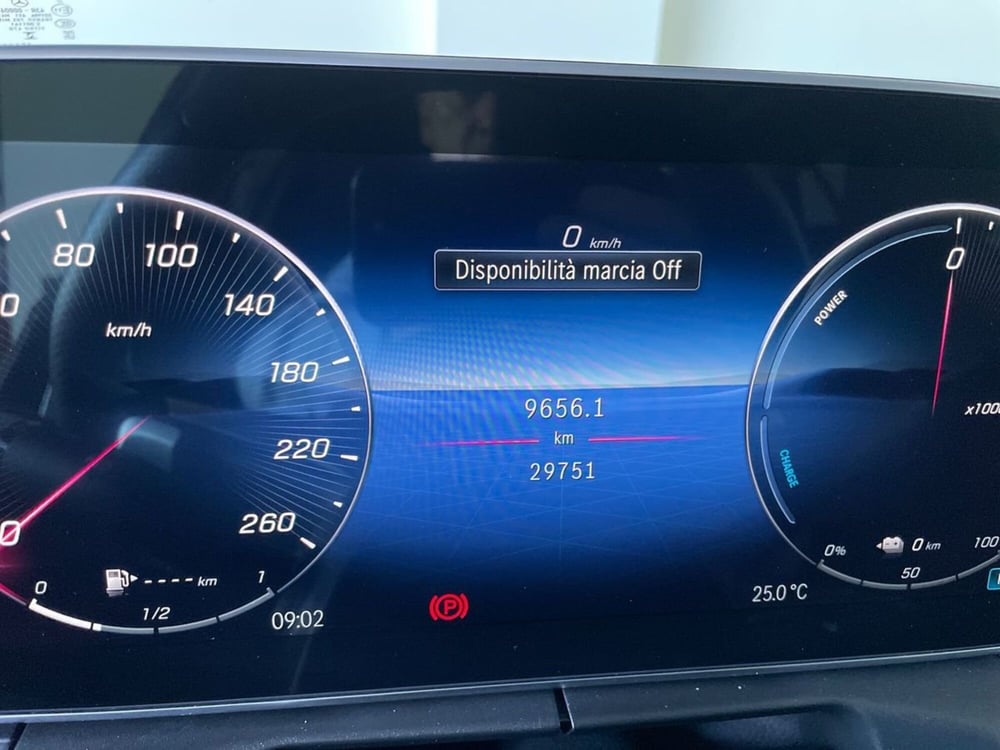 0 km/h
Disponibilità marcia Off
80
100
140
km/h
180
220
260
0
0
1/2
1
---- km
09:02
9656.1
km
29751
P
25.0°C
0
POWER
CHARGE
0%
50
100
0 km